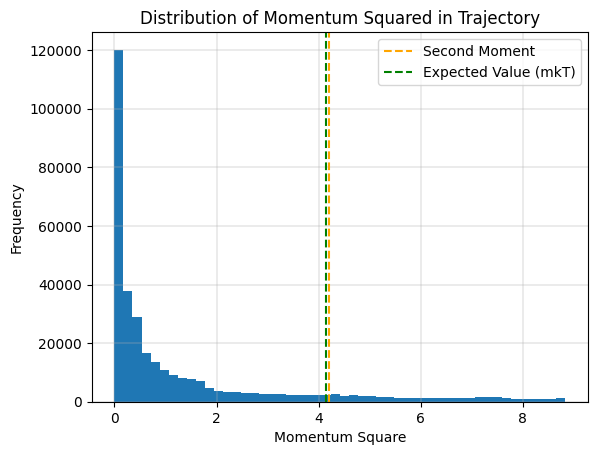 Distribution of Momentum Squared in Trajectory
Second Moment
Expected Value (mkT)
120000
100000
80000
60000
40000
20000
0
Frequency
0 2 4 6 8
Momentum Square